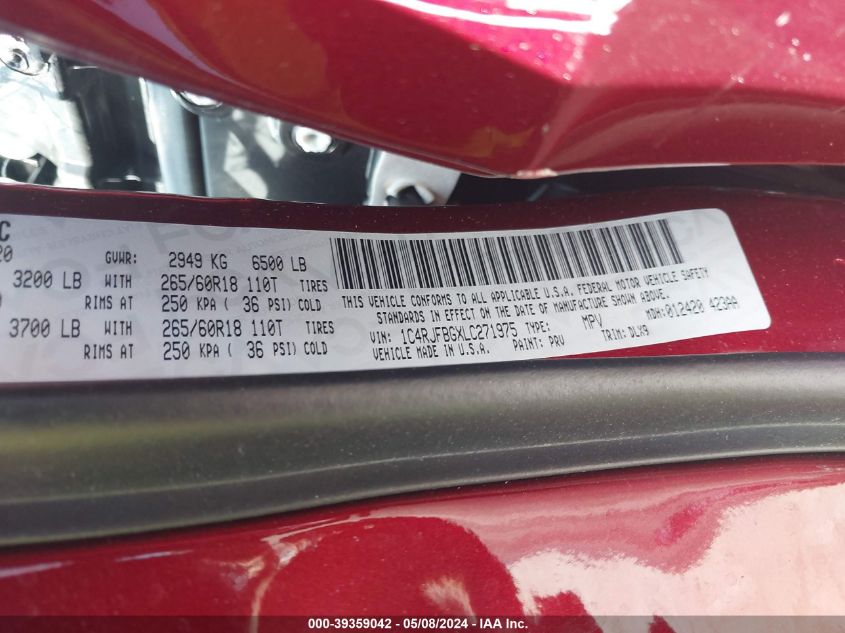 C
20
GVWR: 2949 KG 6500 LB
3200 LB WITH 265/60R18 110T TIRES
RIMS AT 250 KPA ( 36 PSI) COLD
3700 LB WITH 265/60R18 110T TIRES
RIMS AT 250 KPA ( 36 PSI) COLD
THIS VEHICLE CONFORMS TO ALL APPLICABLE U.S.A. FEDERAL MOTOR VEHICLE SAFETY
STANDARDS IN EFFECT ON THE DATE OF MANUFACTURE SHOWN ABOVE.
VIN: 1C4RJFBGXLC271975 TYPE: MPV MDH:012420 423AA
VEHICLE MADE IN U.S.A. PAINT: PRV TRIM: DLX9
000-39359042 - 05/08/2024 - IAAI.COM